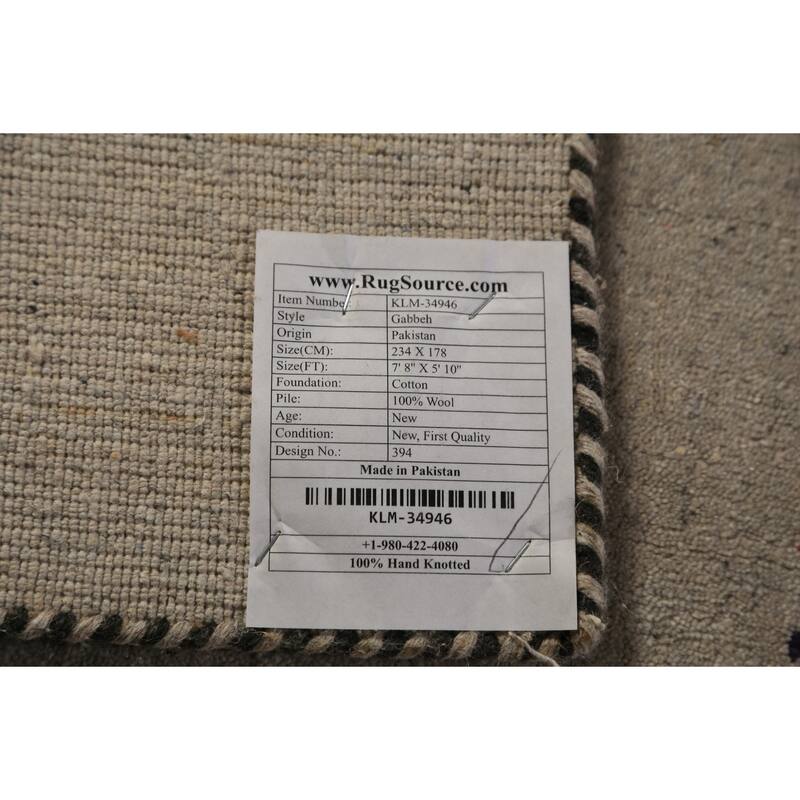 www.RugSource.com
Item Number: KLM-34946
Style Gabbeh
Origin Pakistan
Size(CM): 234 X 178
Size(FT): 7' 8" X 5' 10"
Foundation: Cotton
Pile: 100% Wool
Age: New
Condition: New, First Quality
Design No.: 394
Made in Pakistan
KLM-34946
+1-980-422-4080
100% Hand Knotted